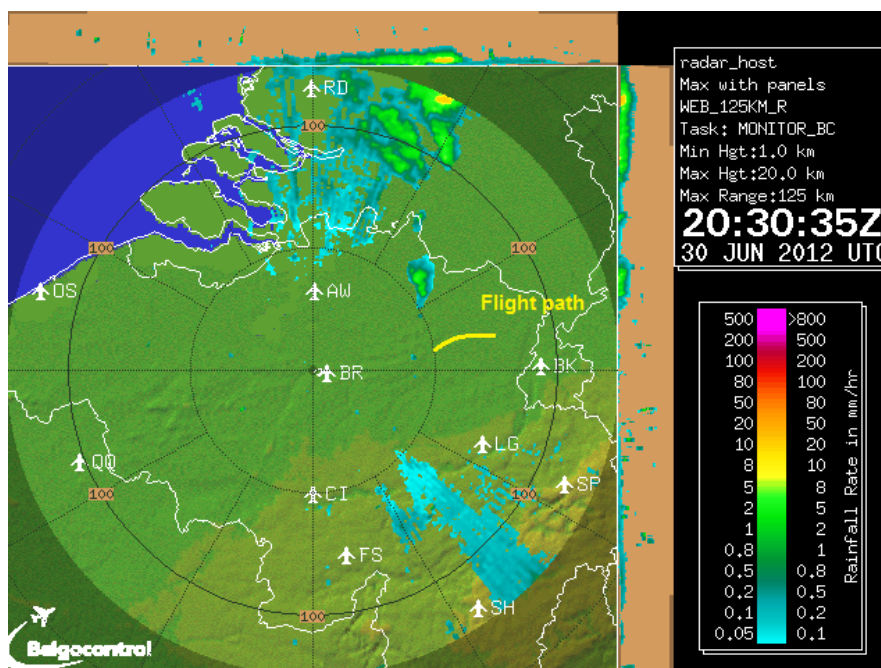 radar_host
Max with panels
WEB_125KM_R
Task: MONITOR_BC
Min Hgt:1.0 km
Max Hgt:20.0 km
Max Range:125 km
20:30:35Z
30 JUN 2012 UTC
RD
100
100
100
OS
AW
Flight path
BR
BK
QQ
LG
100
CI
100
SP
FS
100
SH
Belgocontrol
500 >800
200 500
100 200
80 100
50 80
20 50
10 20
8 10
5 8
2 5
1 2
0.8 1
0.5 0.8
0.2 0.5
0.1 0.2
0.05 0.1
Rainfall Rate in mm/hr